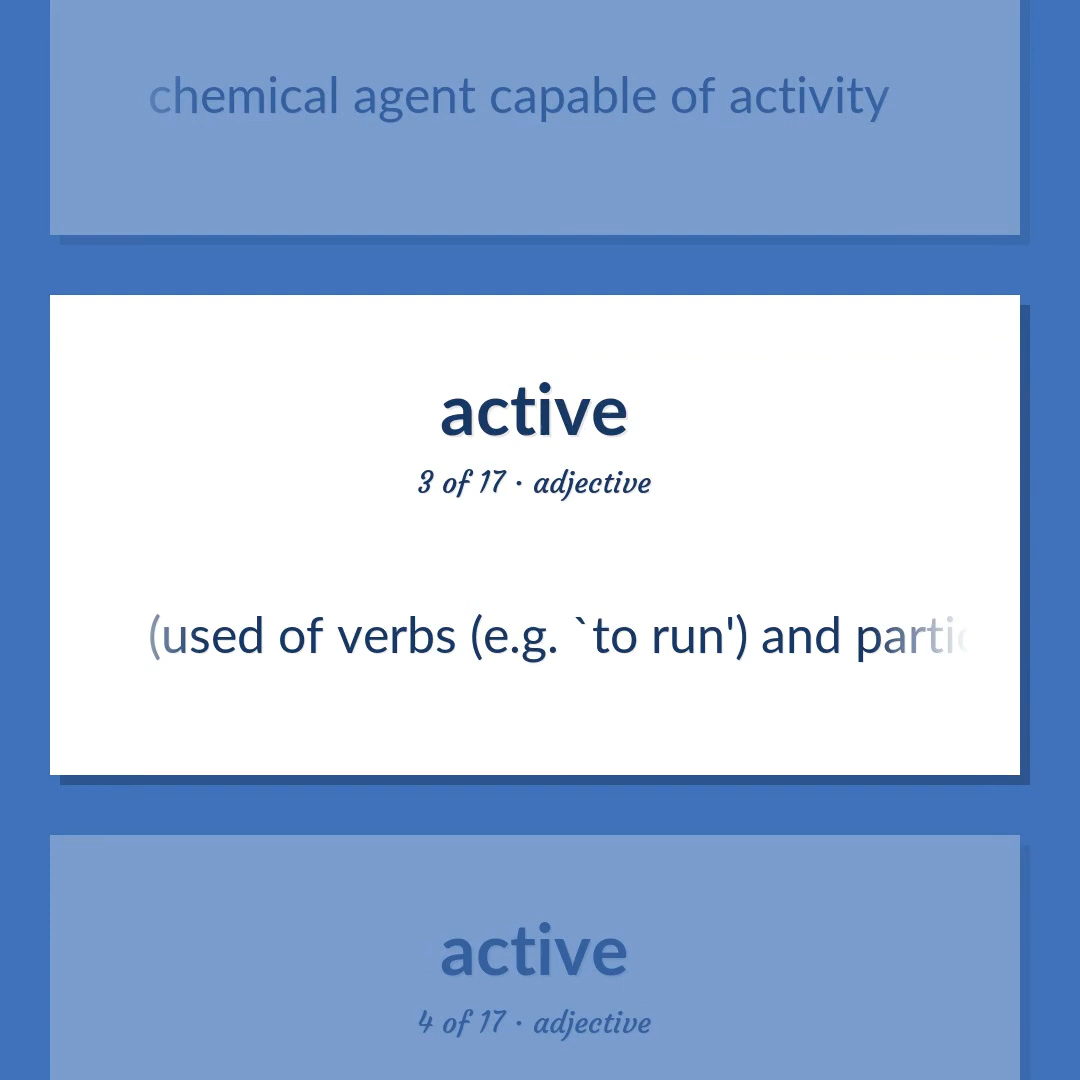 chemical agent capable of activity
active
3 of 17 · adjective
(used of verbs (e.g. `to run') and partic
active
4 of 17 · adjective